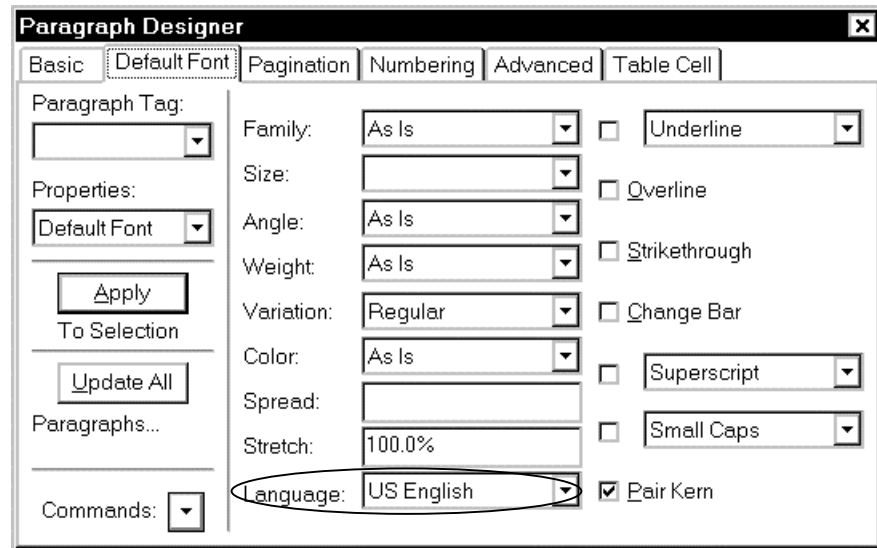 Paragraph Designer
Basic Default Font Pagination Numbering Advanced Table Cell
Paragraph Tag:
Properties:
Default Font
Apply
To Selection
Update All
Paragraphs...
Commands:
Family: As Is
Size:
Angle: As Is
Weight: As Is
Variation: Regular
Color: As Is
Spread:
Stretch: 100.0%
Language: US English
Underline
Overline
Strikethrough
Change Bar
Superscript
Small Caps
Pair Kern